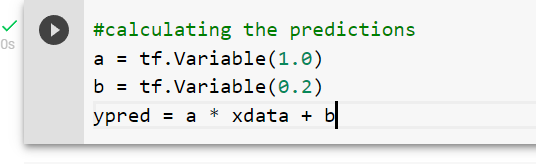 #calculating the predictions
0s
a = tf.Variable(1.0)
b = tf.Variable(0.2)
ypred = a * xdata + b